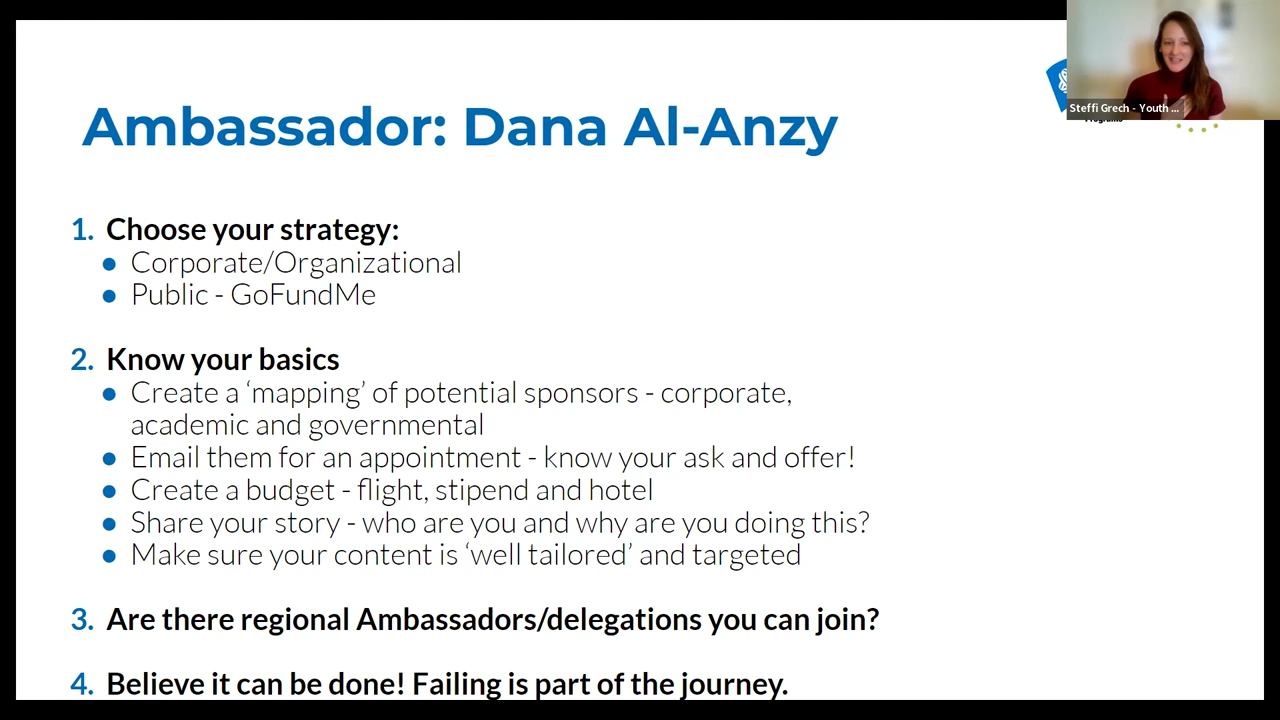 Ambassador: Dana Al-Anzy
Steffi Grech - Youth ...
1. Choose your strategy:
● Corporate/Organizational
● Public - GoFundMe
2. Know your basics
● Create a ‘mapping’ of potential sponsors - corporate,
academic and governmental
● Email them for an appointment - know your ask and offer!
● Create a budget - flight, stipend and hotel
● Share your story - who are you and why are you doing this?
● Make sure your content is ‘well tailored’ and targeted
3. Are there regional Ambassadors/delegations you can join?
4. Believe it can be done! Failing is part of the journey.